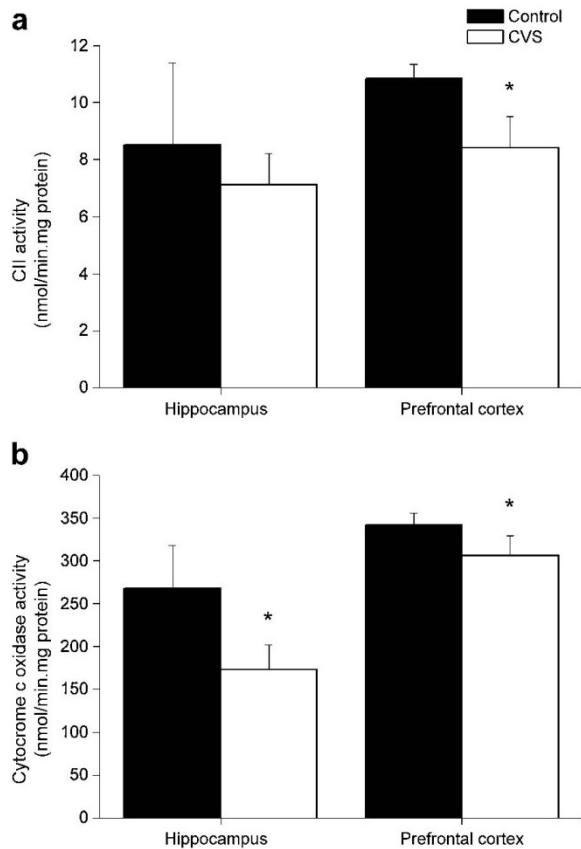 a
Control
CVS
12
10
8
6
4
2
0
CII activity
(nmol/min.mg protein)
*
Hippocampus
Prefrontal cortex
b
400
350
300
250
200
150
100
50
0
Cytocrome c oxidase activity
(nmol/min.mg protein)
*
*
Hippocampus
Prefrontal cortex